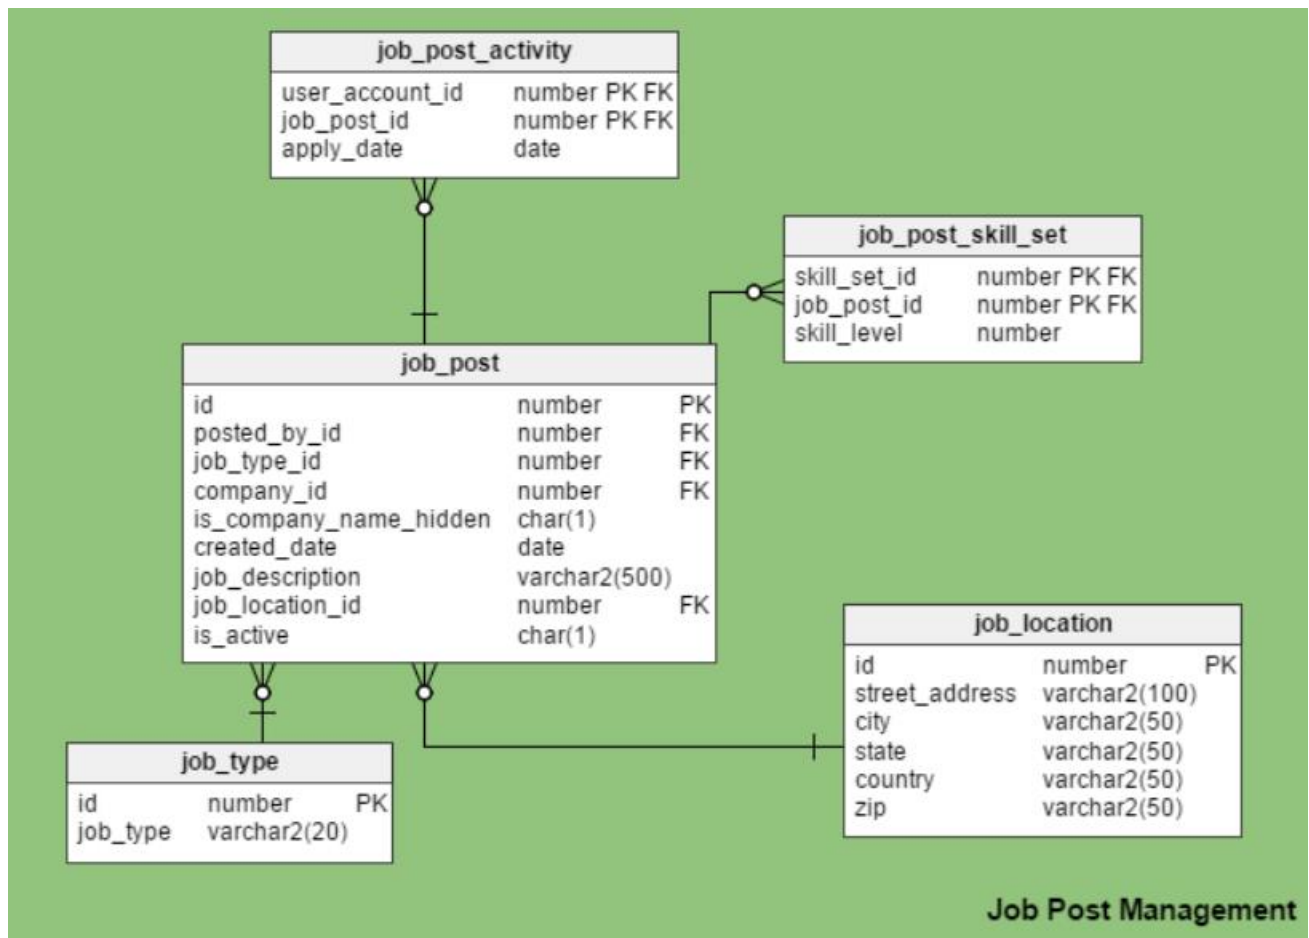 job_post_activity
user_account_id number PK FK
job_post_id number PK FK
apply_date date
job_post_skill_set
skill_set_id number PK FK
job_post_id number PK FK
skill_level number
job_post
id number PK
posted_by_id number FK
job_type_id number FK
company_id number FK
is_company_name_hidden char(1)
created_date date
job_description varchar2(500)
job_location_id number FK
is_active char(1)
job_location
id number PK
street_address varchar2(100)
city varchar2(50)
state varchar2(50)
country varchar2(50)
zip varchar2(50)
job_type
id number PK
job_type varchar2(20)
Job Post Management